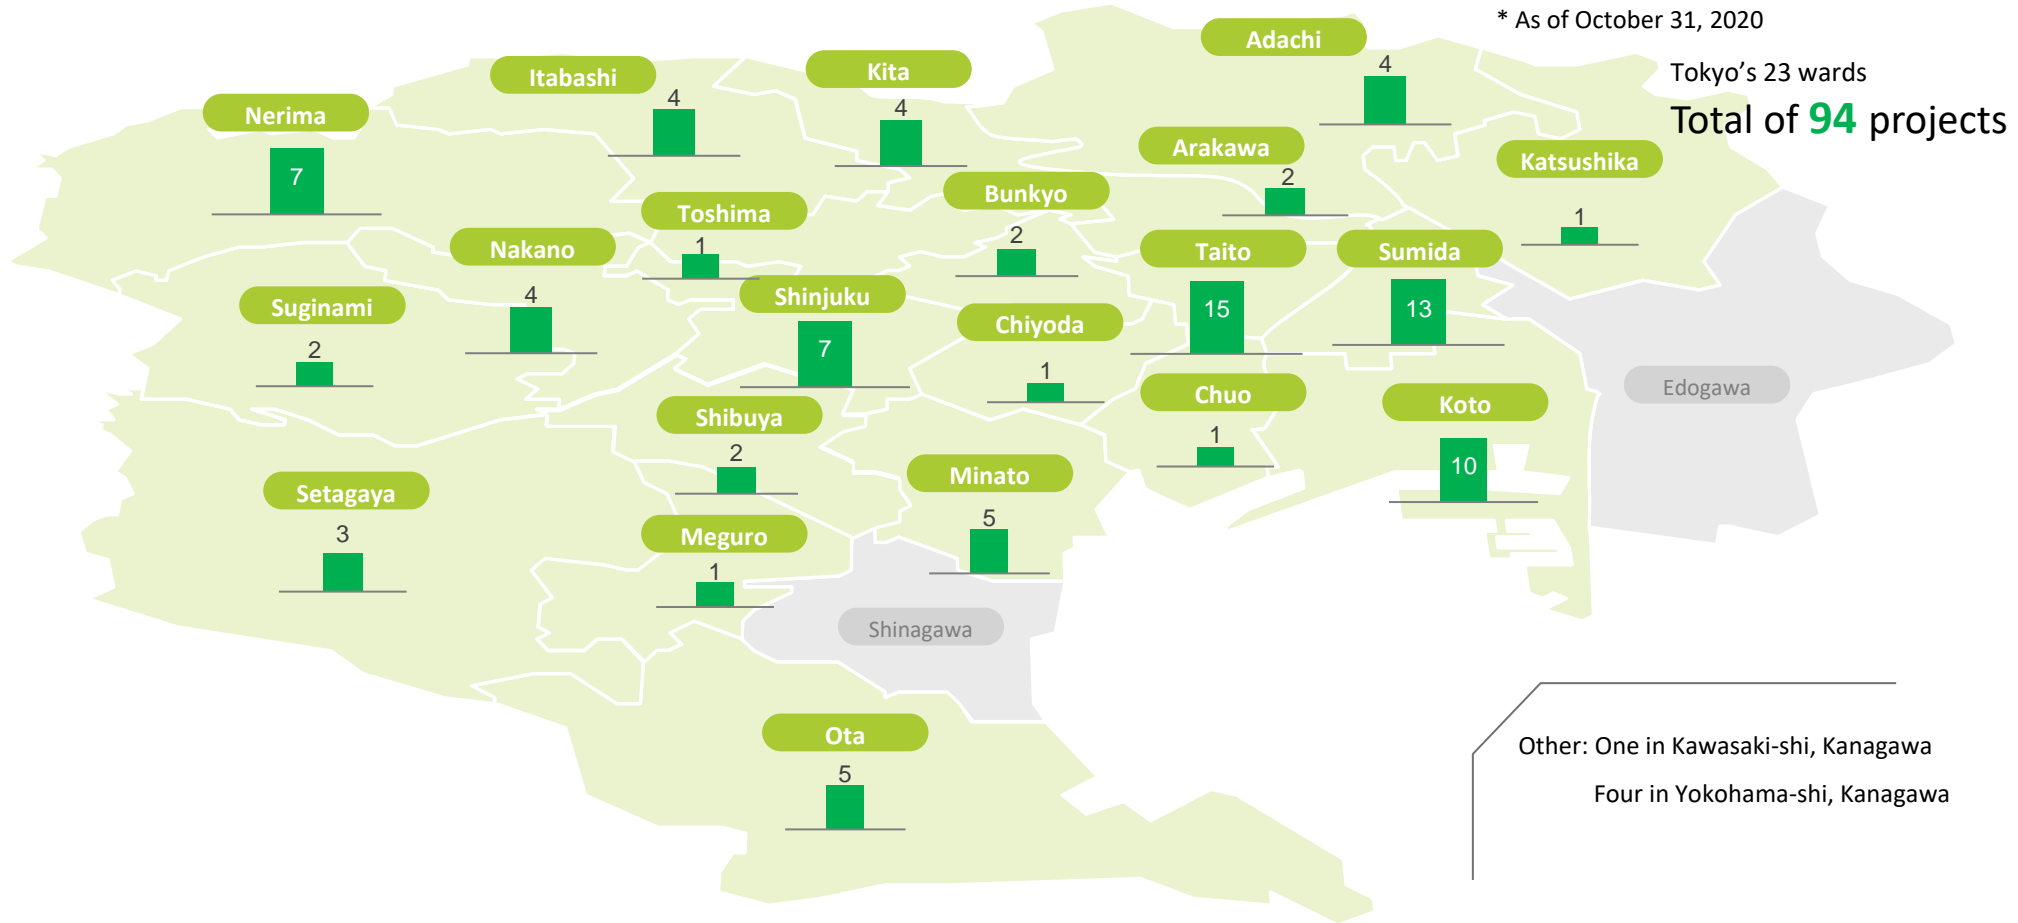 * As of October 31, 2020
Tokyo’s 23 wards
Total of 94 projects
Adachi
4
Itabashi
4
Kita
4
Nerima
7
Arakawa
2
Katsushika
1
Bunkyo
2
Toshima
1
Nakano
4
Taito
15
Sumida
13
Suginami
2
Shinjuku
7
Chiyoda
1
Edogawa
Chuo
1
Koto
10
Shibuya
2
Minato
5
Setagaya
3
Meguro
1
Shinagawa
Ota
5
Other: One in Kawasaki-shi, Kanagawa
Four in Yokohama-shi, Kanagawa